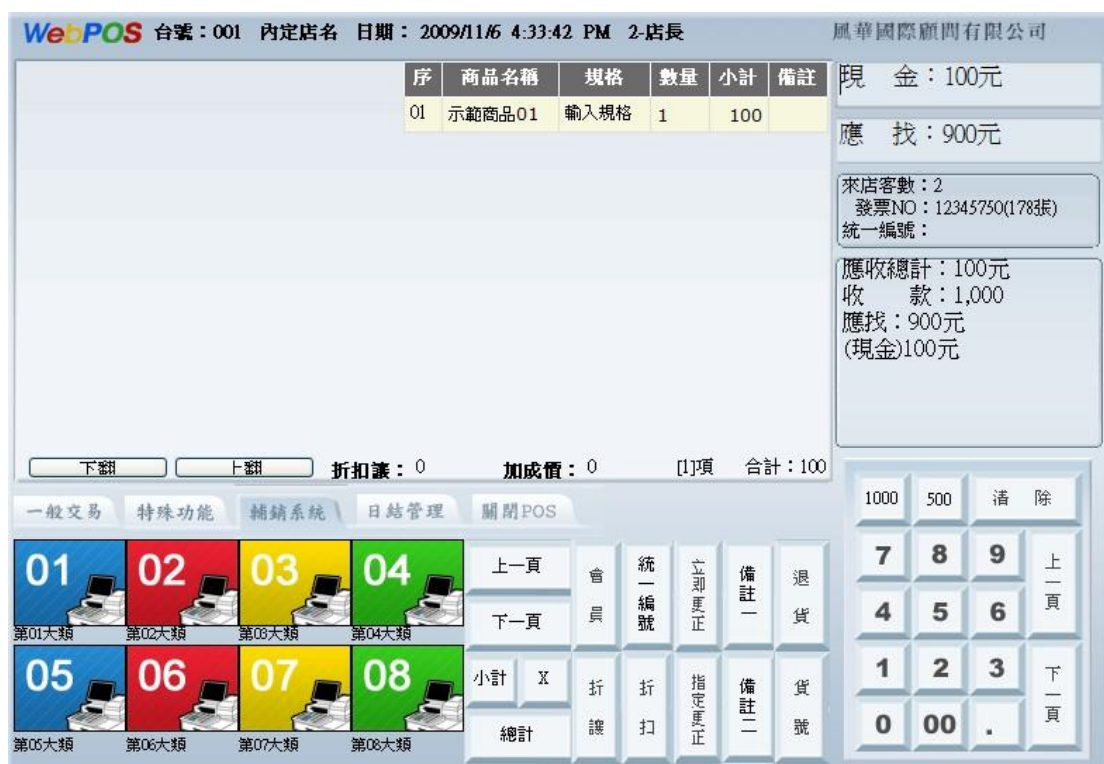 WebPOS 台號：001 內定店名 日期： 2009/11/6 4:33:42 PM 2-店長 風華國際顧問有限公司
序 商品名稱 規格 數量 小計 備註
01 示範商品01 輸入規格 1 100
現 金：100元
應 找：900元
來店客數：2
發票NO：12345750(178張)
統一編號：
應收總計：100元
收 款：1,000
應找：900元
(現金)100元
下翻 上翻 折扣讓：0 加成價：0 [1]項 合計：100
一般交易 特殊功能 輔銷系統 日結管理 關閉POS
01 02 03 04
第01大類 第02大類 第03大類 第04大類
05 06 07 08
第05大類 第06大類 第07大類 第08大類
上一頁
下一頁
小計 X
總計
會員 統一編號 立即更正 備註一 退貨
折讓 折扣 指定更正 備註二 貨號
1000 500 清 除
7 8 9 上一頁
4 5 6
1 2 3 下一頁
0 00 .